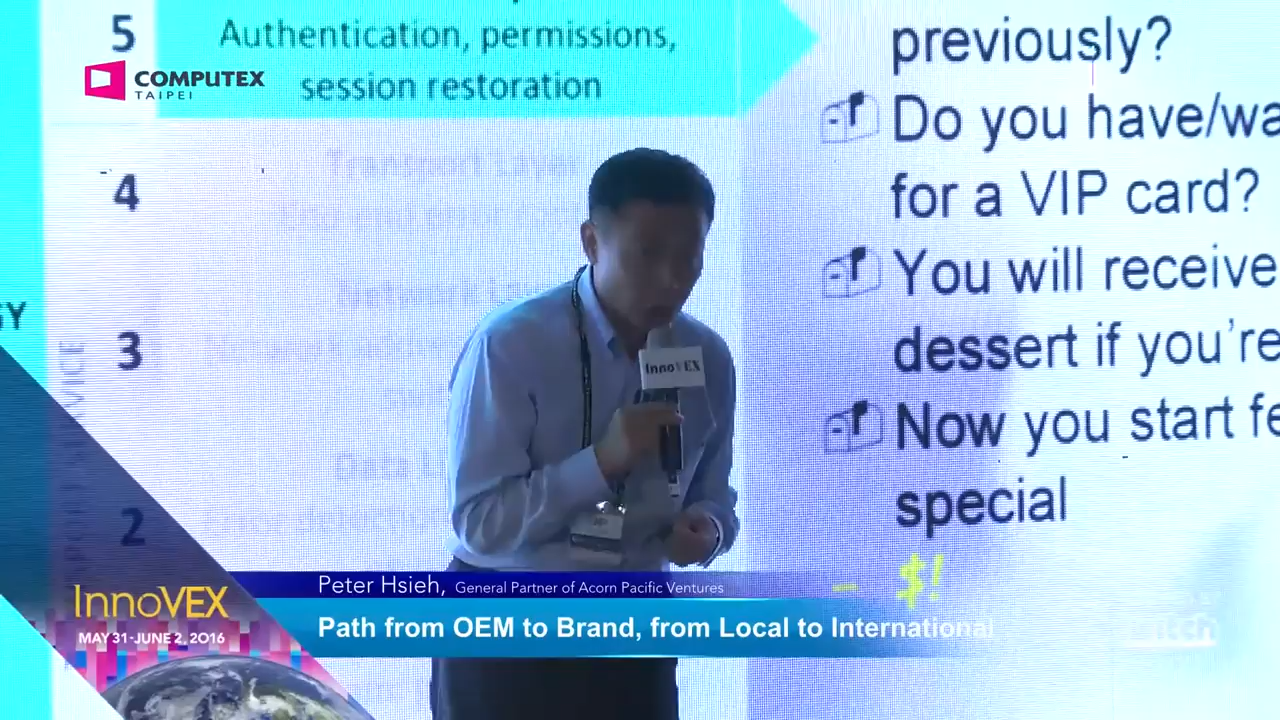 5
Authentication, permissions,
session restoration
COMPUTEX
TAIPEI
4
3
2
previously?
Do you have/wa
for a VIP card?
You will receive
dessert if you're
Now you start fe
special
$!
InnoVEX
InnoVEX
MAY 31-JUNE 2, 2016
Peter Hsieh, General Partner of Acorn Pacific Ventures
Path from OEM to Brand, from Local to International